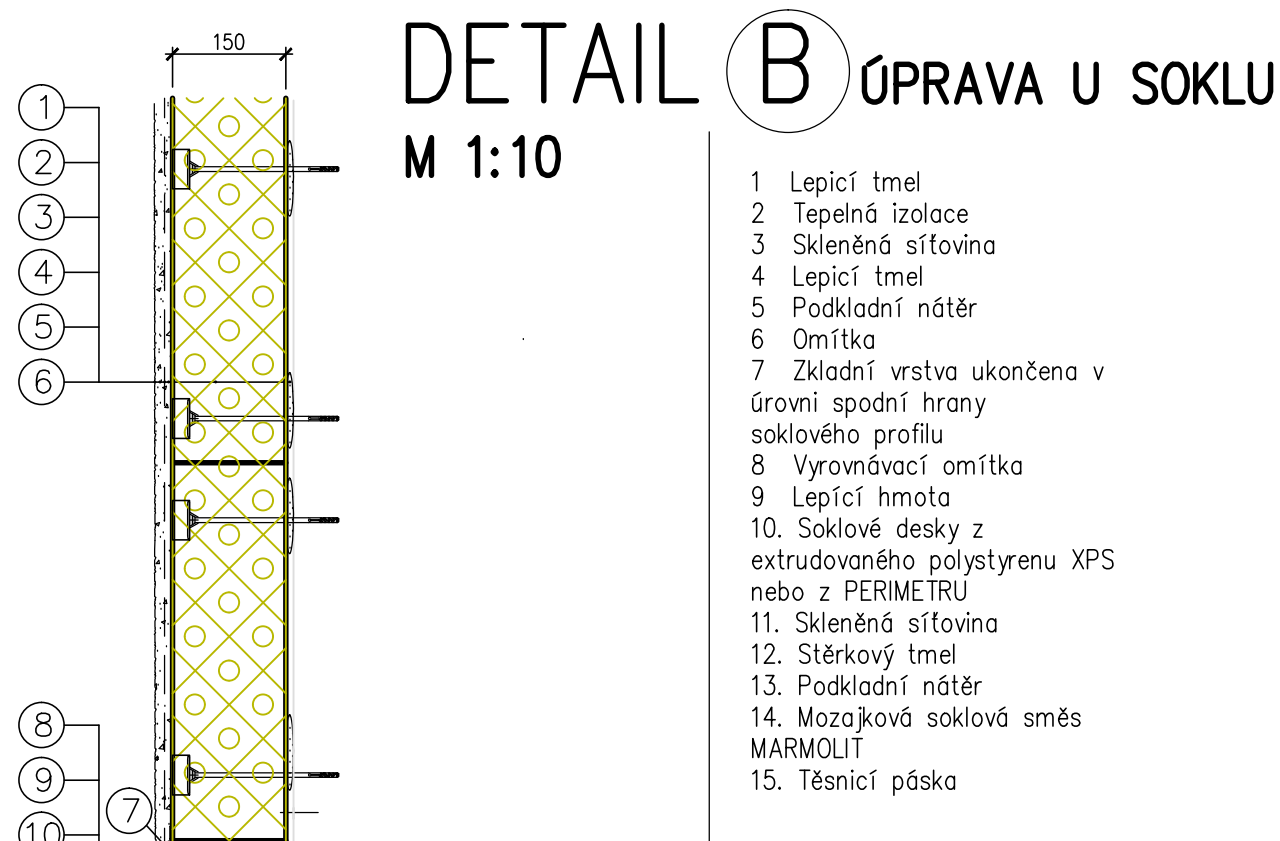 DETAIL B ÚPRAVA U SOKLU
M 1:10
150
1
2
3
4
5
6
8
9
10
7
1 Lepicí tmel
2 Tepelná izolace
3 Skleněná síťovina
4 Lepicí tmel
5 Podkladní nátěr
6 Omítka
7 Zkladní vrstva ukončena v
úrovni spodní hrany
soklového profilu
8 Vyrovnávací omítka
9 Lepící hmota
10. Soklové desky z
extrudovaného polystyrenu XPS
nebo z PERIMETRU
11. Skleněná síťovina
12. Stěrkový tmel
13. Podkladní nátěr
14. Mozajková soklová směs
MARMOLIT
15. Těsnicí páska